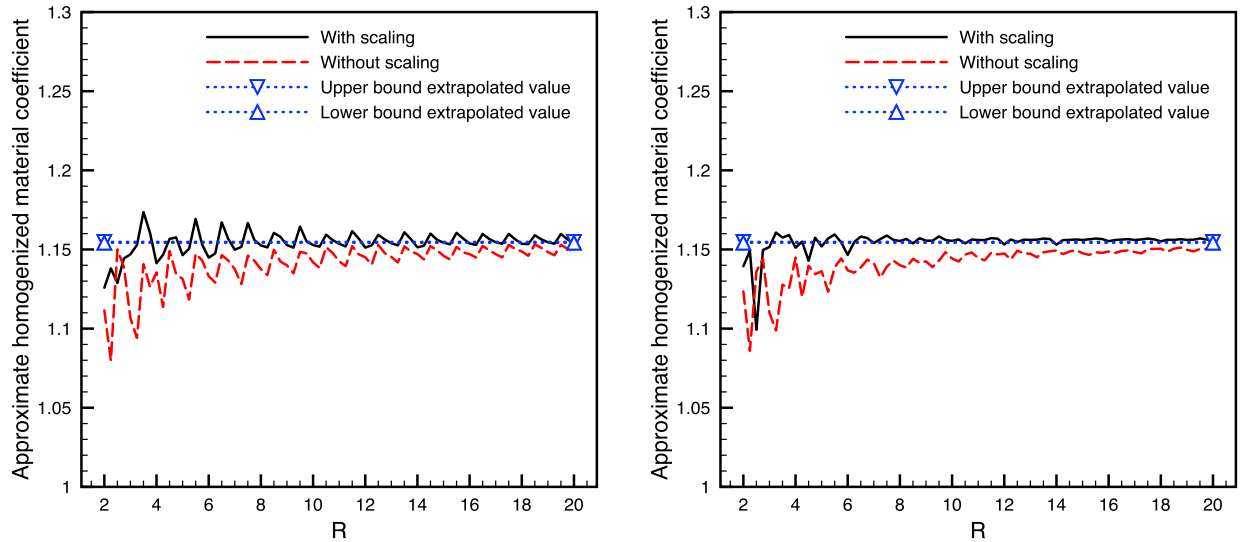 Approximate homogenized material coefficient
1.3
1.25
1.2
1.15
1.1
1.05
1
With scaling
Without scaling
Upper bound extrapolated value
Lower bound extrapolated value
2 4 6 8 10 12 14 16 18 20
R
Approximate homogenized material coefficient
1.3
1.25
1.2
1.15
1.1
1.05
1
With scaling
Without scaling
Upper bound extrapolated value
Lower bound extrapolated value
2 4 6 8 10 12 14 16 18 20
R